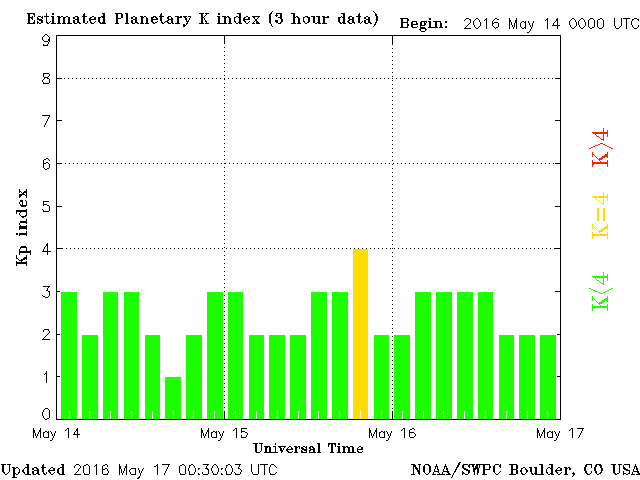 Estimated Planetary K index (3 hour data) Begin: 2016 May 14 0000 UTC
9
8
7
6
5
4
3
2
1
0
Kp index
K>4
K=4
K<4
May 14 May 15 May 16 May 17
Universal Time
Updated 2016 May 17 00:30:03 UTC NOAA/SWPC Boulder, CO USA